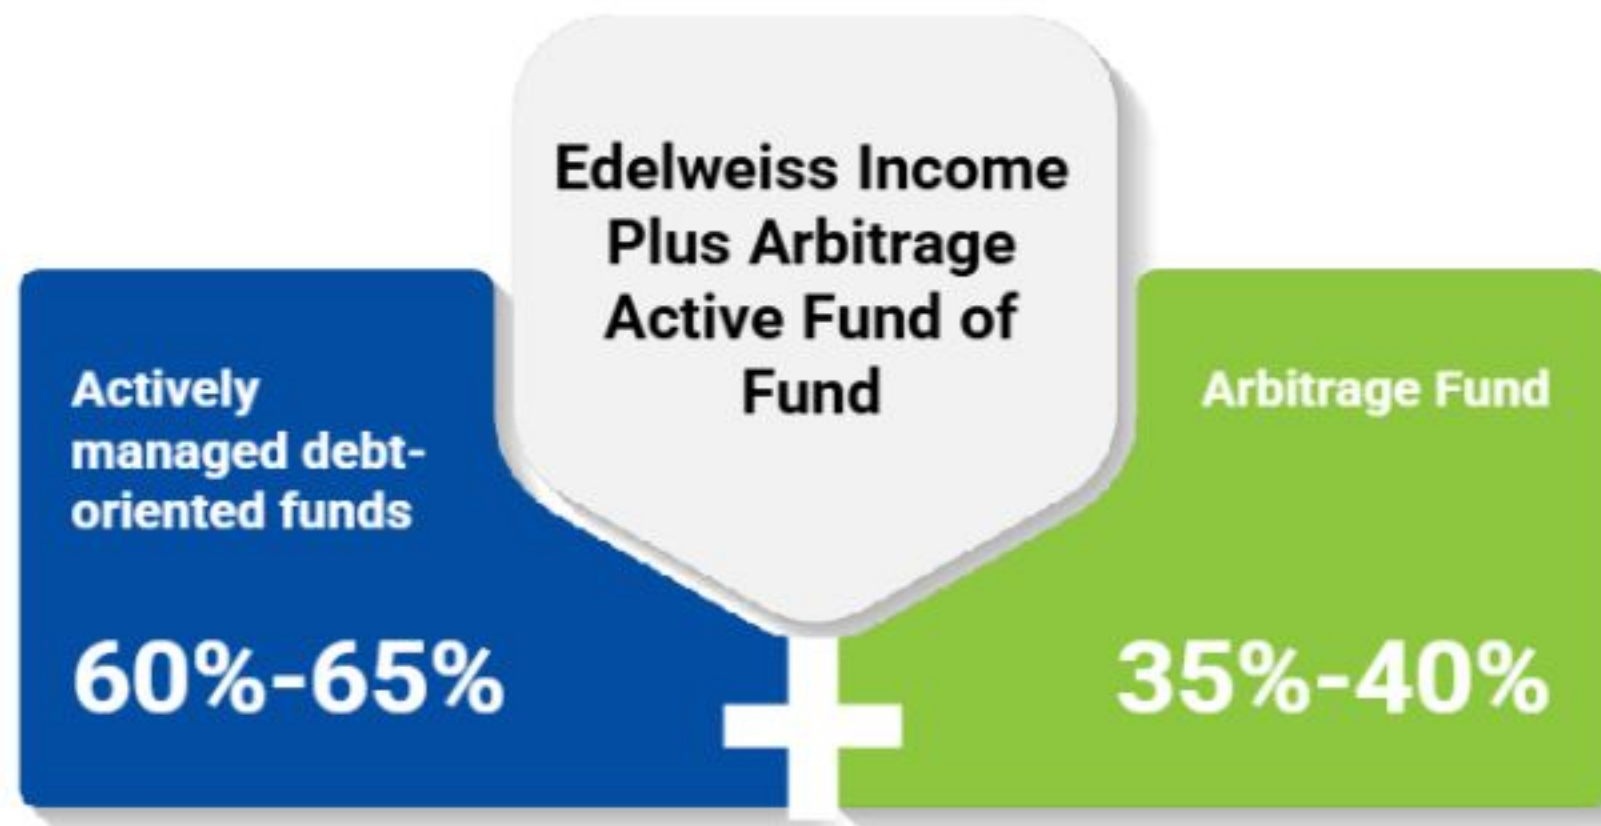 Edelweiss Income
Plus Arbitrage
Active Fund of
Fund
Actively
managed debt-
oriented funds
60%-65%
Arbitrage Fund
35%-40%